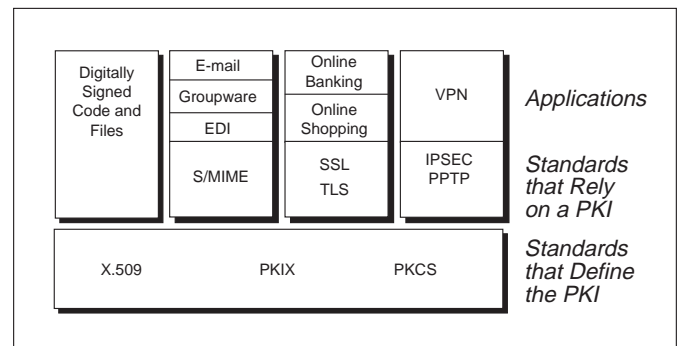 Digitally
Signed
Code and
Files
E-mail
Groupware
EDI
S/MIME
Online
Banking
Online
Shopping
SSL
TLS
VPN
IPSEC
PPTP
Applications
Standards
that Rely
on a PKI
X.509 PKIX PKCS
Standards
that Define
the PKI